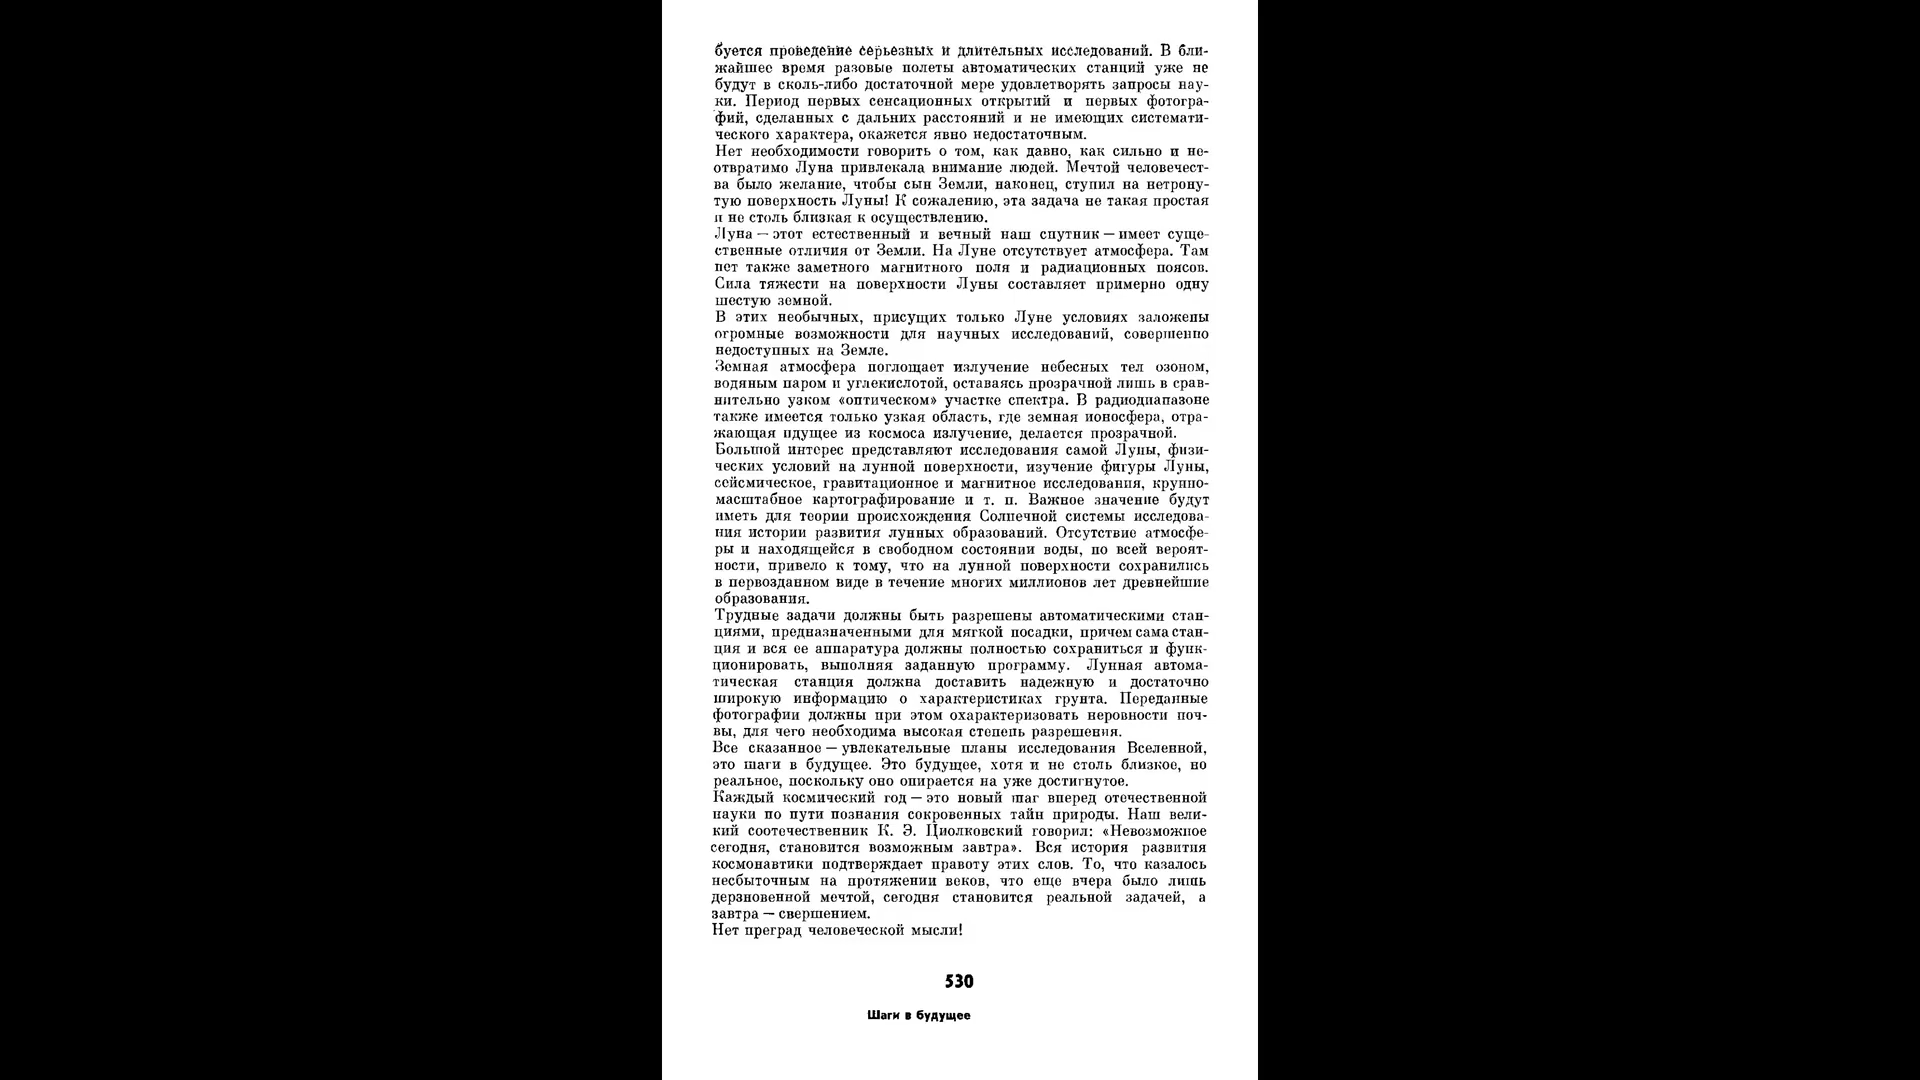 буется проведение серьезных и длительных исследований. В бли-
жайшее время разовые полеты автоматических станций уже не
будут в сколь-либо достаточной мере удовлетворять запросы нау-
ки. Период первых сенсационных открытий и первых фотогра-
фий, сделанных с дальних расстояний и не имеющих системати-
ческого характера, окажется явно недостаточным.
Нет необходимости говорить о том, как давно, как сильно и не-
отвратимо Луна привлекала внимание людей. Мечтой человечест-
ва было желание, чтобы сын Земли, наконец, ступил на нетрону-
тую поверхность Луны! К сожалению, эта задача не такая простая
и не столь близкая к осуществлению.
Луна — этот естественный и вечный наш спутник — имеет суще-
ственные отличия от Земли. На Луне отсутствует атмосфера. Там
нет также заметного магнитного поля и радиационных поясов.
Сила тяжести на поверхности Луны составляет примерно одну
шестую земной.
В этих необычных, присущих только Луне условиях заложены
огромные возможности для научных исследований, совершенно
недоступных на Земле.
Земная атмосфера поглощает излучение небесных тел озоном,
водяным паром и углекислотой, оставаясь прозрачной лишь в срав-
нительно узком «оптическом» участке спектра. В радиодиапазоне
также имеется только узкая область, где земная ионосфера, отра-
жающая идущее из космоса излучение, делается прозрачной.
Большой интерес представляют исследования самой Луны, физи-
ческих условий на лунной поверхности, изучение фигуры Луны,
сейсмическое, гравитационное и магнитное исследования, крупно-
масштабное картографирование и т. п. Важное значение будут
иметь для теории происхождения Солнечной системы исследова-
ния истории развития лунных образований. Отсутствие атмосфе-
ры и находящейся в свободном состоянии воды, по всей вероят-
ности, привело к тому, что на лунной поверхности сохранились
в первозданном виде в течение многих миллионов лет древнейшие
образования.
Трудные задачи должны быть разрешены автоматическими стан-
циями, предназначенными для мягкой посадки, причем сама стан-
ция и вся ее аппаратура должны полностью сохраниться и функ-
ционировать, выполняя заданную программу. Лунная автома-
тическая станция должна доставить надежную и достаточно
широкую информацию о характеристиках грунта. Переданные
фотографии должны при этом охарактеризовать неровности поч-
вы, для чего необходима высокая степень разрешения.
Все сказанное — увлекательные планы исследования Вселенной,
это шаги в будущее. Это будущее, хотя и не столь близкое, но
реальное, поскольку оно опирается на уже достигнутое.
Каждый космический год — это новый шаг вперед отечественной
науки по пути познания сокровенных тайн природы. Наш вели-
кий соотечественник К. Э. Циолковский говорил: «Невозможное
сегодня, становится возможным завтра». Вся история развития
космонавтики подтверждает правоту этих слов. То, что казалось
несбыточным на протяжении веков, что еще вчера было лишь
дерзновенной мечтой, сегодня становится реальной задачей, а
завтра — свершением.
Нет преград человеческой мысли!
530
Шаги в будущее